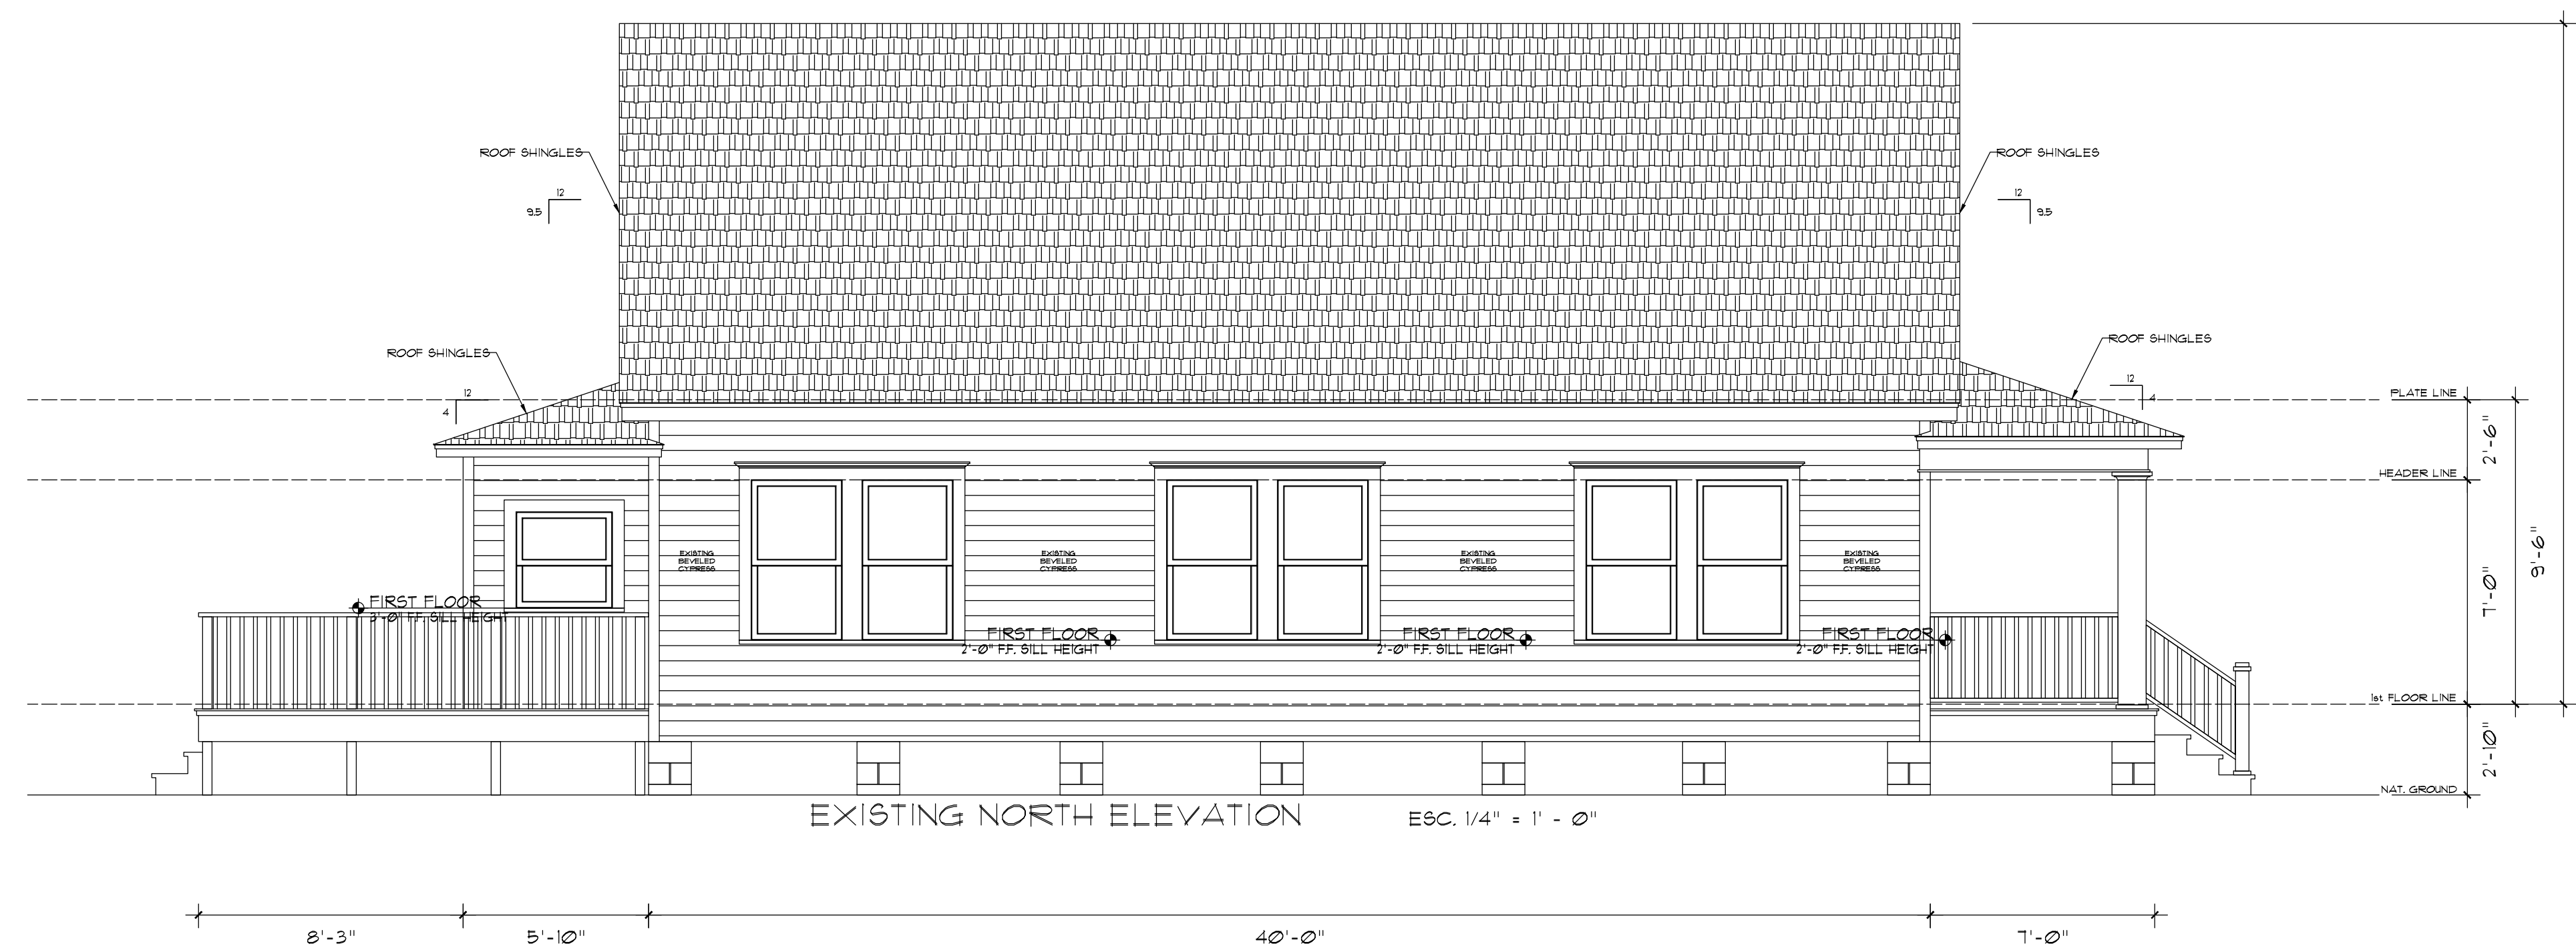 ROOF SHINGLES
ROOF SHINGLES
12
9.5
12
9.5
ROOF SHINGLES
ROOF SHINGLES
12
4
12
4
PLATE LINE
2'-6"
HEADER LINE
9'-6"
EXISTING
BEVELED
CYPRESS
EXISTING
BEVELED
CYPRESS
EXISTING
BEVELED
CYPRESS
EXISTING
BEVELED
CYPRESS
7'-0"
FIRST FLOOR
3'-0" F.F. SILL HEIGHT
FIRST FLOOR
2'-0" F.F. SILL HEIGHT
FIRST FLOOR
2'-0" F.F. SILL HEIGHT
FIRST FLOOR
2'-0" F.F. SILL HEIGHT
1st FLOOR LINE
2'-10"
NAT. GROUND
EXISTING NORTH ELEVATION
ESC. 1/4" = 1' - 0"
8'-3"
5'-10"
40'-0"
7'-0"